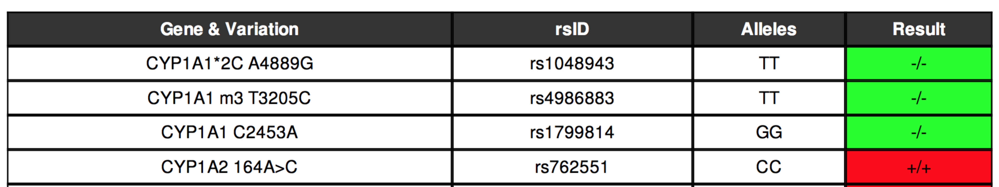 Gene & Variation rsID Alleles Result
CYP1A1*2C A4889G rs1048943 TT -/-
CYP1A1 m3 T3205C rs4986883 TT -/-
CYP1A1 C2453A rs1799814 GG -/-
CYP1A2 164A>C rs762551 CC +/+